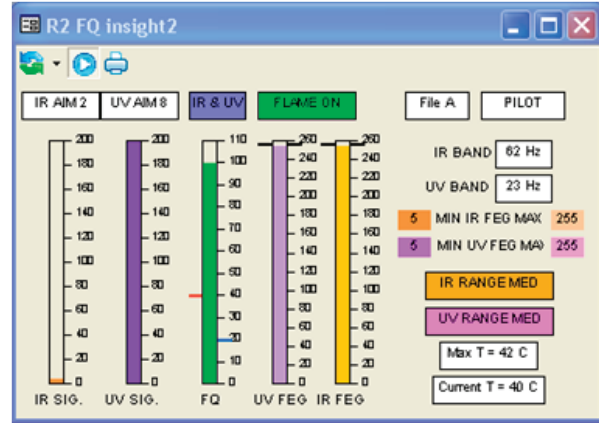 R2 FQ insight2
IR AIM 2 UV AIM 8 IR & UV FLAME ON File A PILOT
IR BAND 62 Hz
UV BAND 23 Hz
5 MIN IR FEG MAX 255
5 MIN UV FEG MAX 255
IR RANGE MED
UV RANGE MED
Max T = 42 C
Current T = 40 C
200 200 110 260 260
180 180 100 240 240
160 160 90 220 220
140 140 80 200 200
120 120 70 180 180
100 100 60 160 160
80 80 50 140 140
60 60 40 120 120
40 40 30 100 100
20 20 20 80 80
0 0 10 60 60
0 40 40
20 20
0 0
IR SIG. UV SIG. FQ UV FEG IR FEG